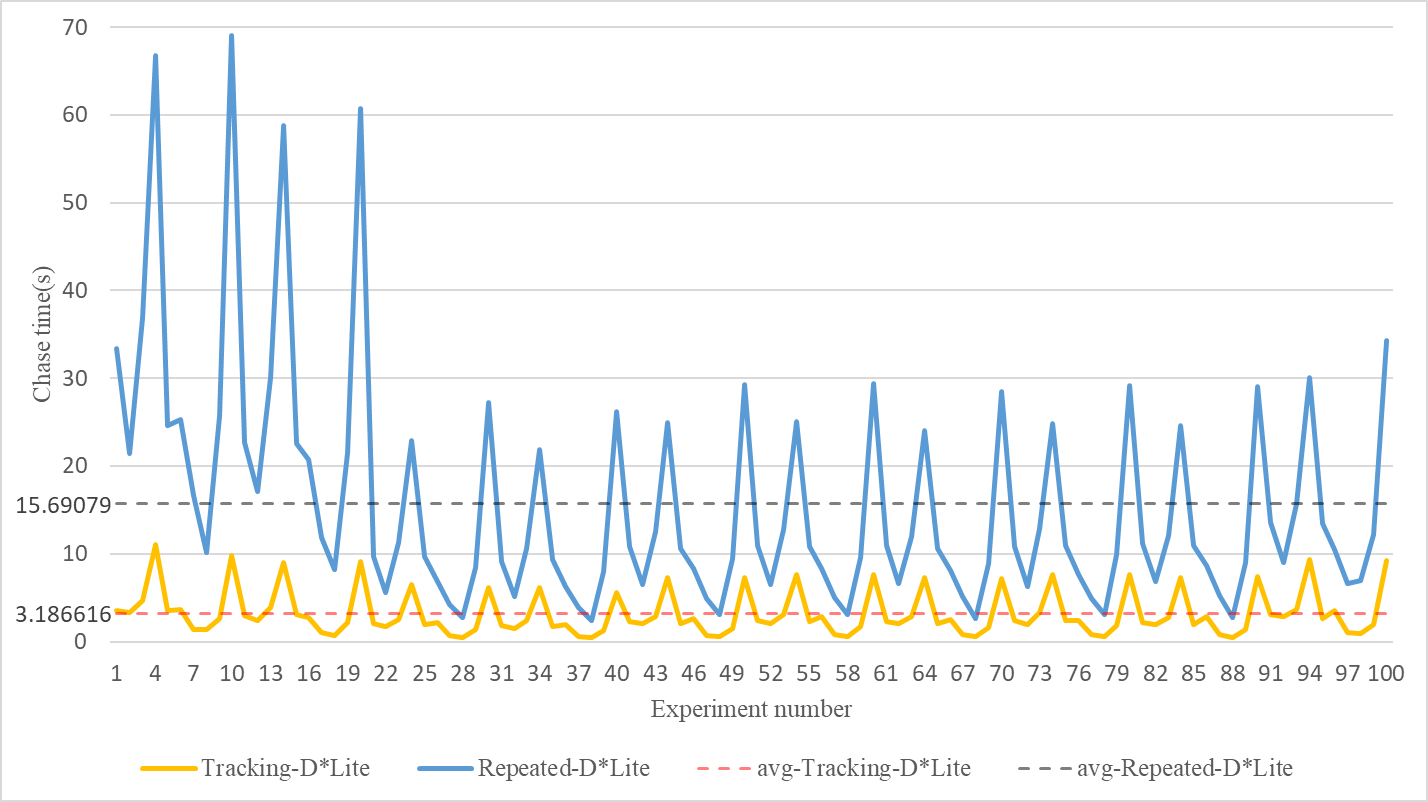 70
60
50
40
30
20
15.69079
10
3.186616
0
Chase time(s)
1 4 7 10 13 16 19 22 25 28 31 34 37 40 43 46 49 52 55 58 61 64 67 70 73 76 79 82 85 88 91 94 97 100
Experiment number
Tracking-D*Lite Repeated-D*Lite avg-Tracking-D*Lite avg-Repeated-D*Lite